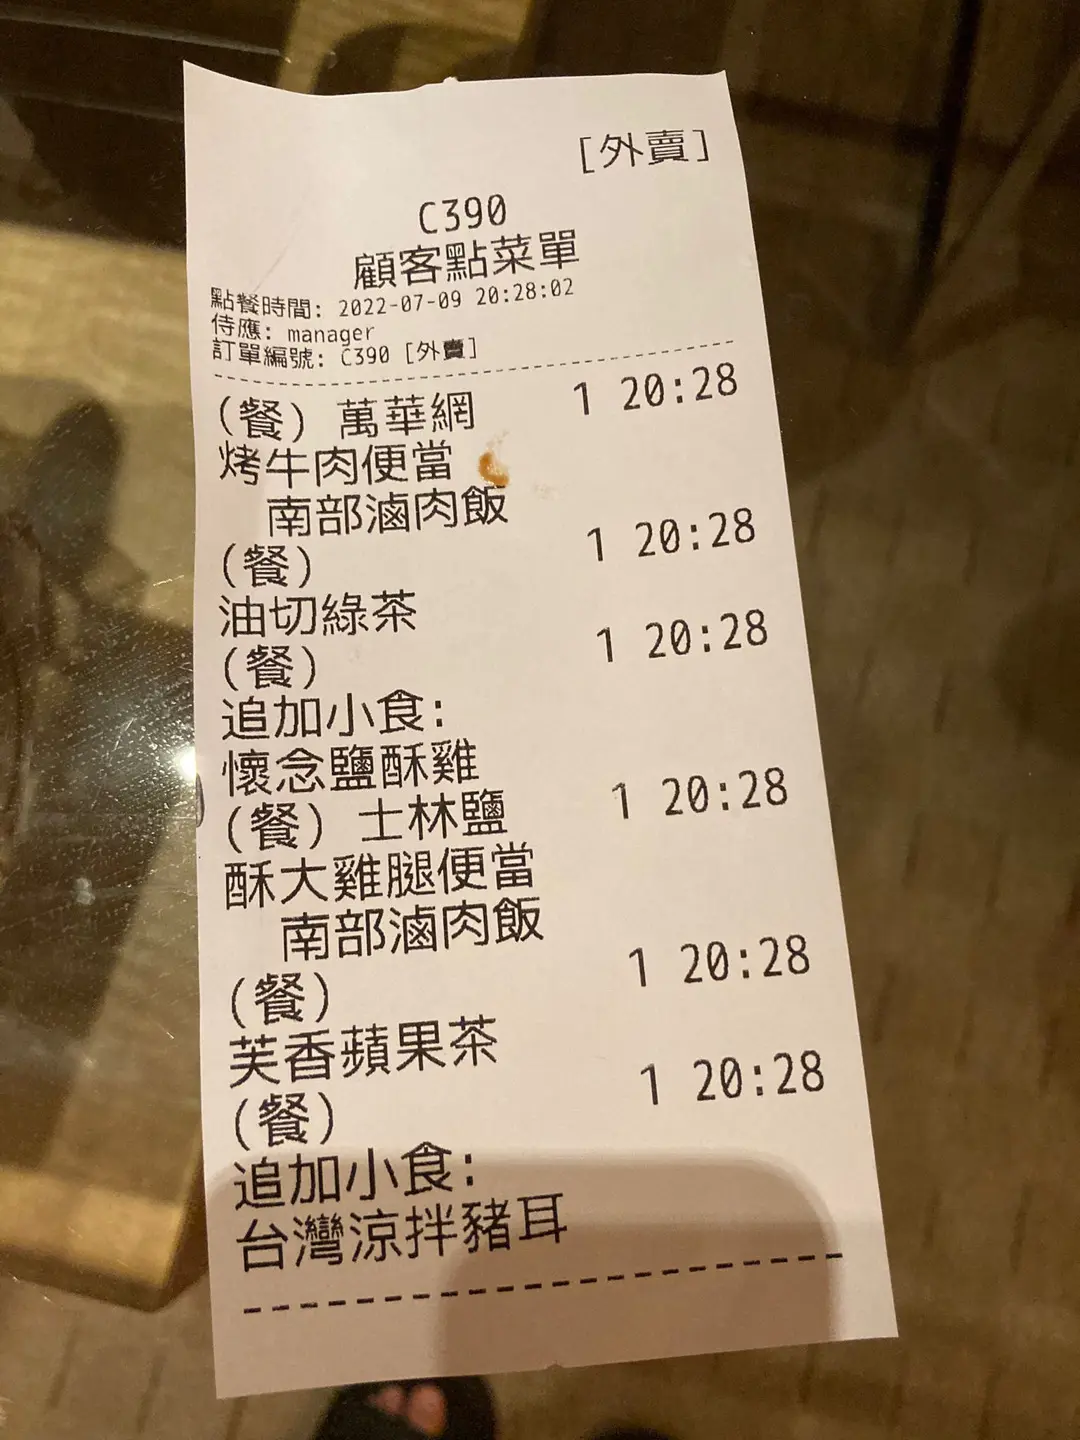 [外賣]
C390
顧客點菜單
點餐時間: 2022-07-09 20:28:02
侍應: manager
訂單編號: C390 [外賣]
(餐) 萬華網 1 20:28
烤牛肉便當
南部滷肉飯
(餐) 1 20:28
油切綠茶
(餐) 1 20:28
追加小食:
懷念鹽酥雞
(餐) 士林鹽 1 20:28
酥大雞腿便當
南部滷肉飯
(餐) 1 20:28
芙香蘋果茶
(餐) 1 20:28
追加小食:
台灣涼拌豬耳